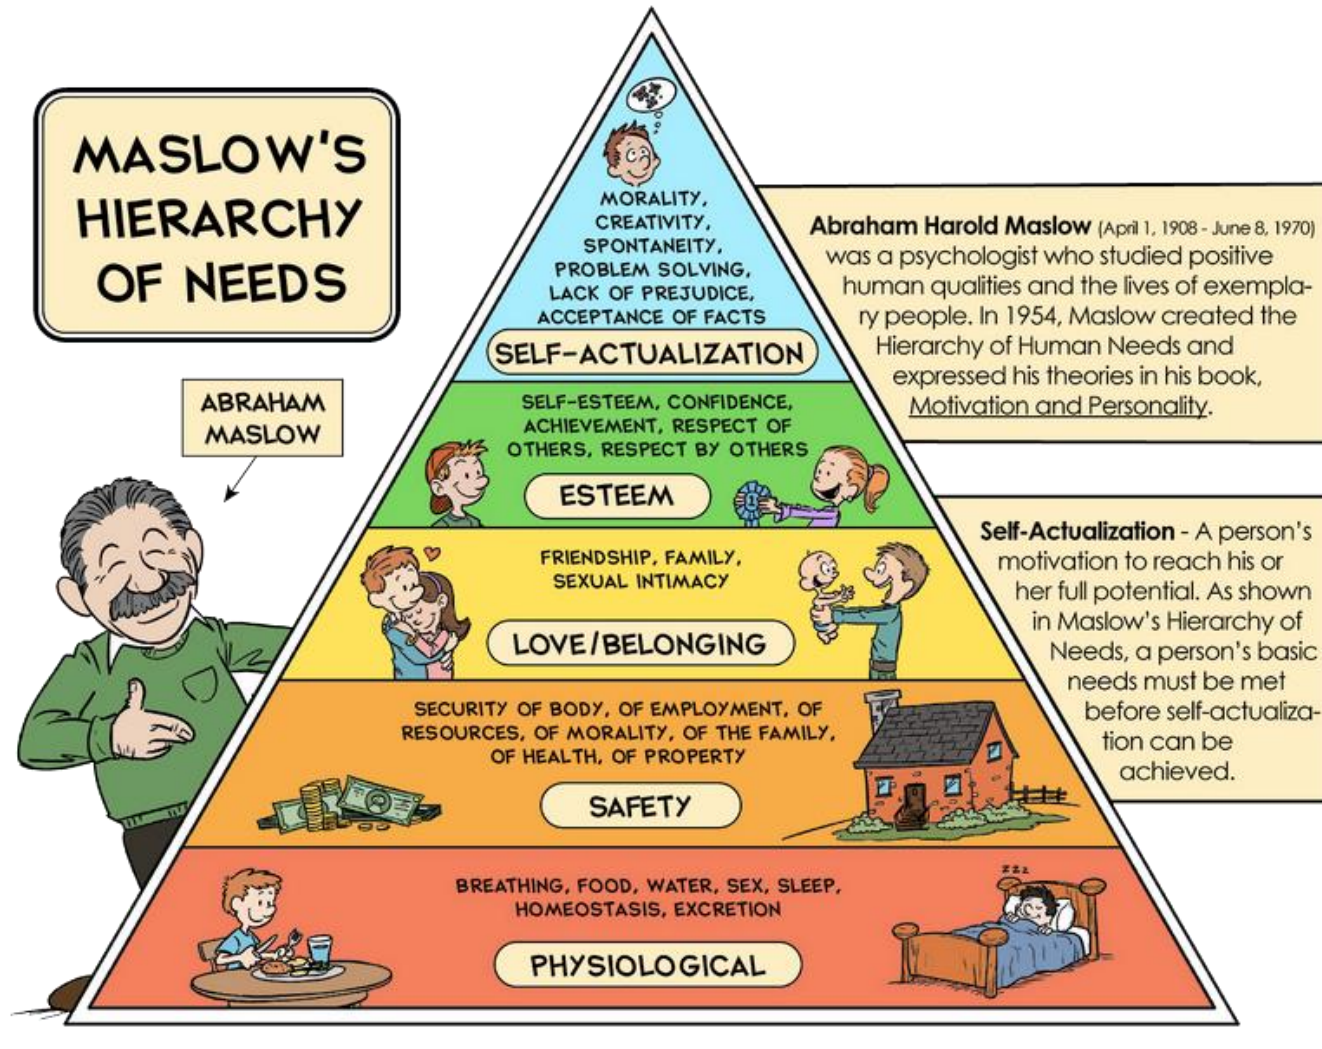 MASLOW'S
HIERARCHY
OF NEEDS
ABRAHAM
MASLOW
MORALITY,
CREATIVITY,
SPONTANEITY,
PROBLEM SOLVING,
LACK OF PREJUDICE,
ACCEPTANCE OF FACTS
SELF-ACTUALIZATION
SELF-ESTEEM, CONFIDENCE,
ACHIEVEMENT, RESPECT OF
OTHERS, RESPECT BY OTHERS
ESTEEM
1
FRIENDSHIP, FAMILY,
SEXUAL INTIMACY
LOVE/BELONGING
SECURITY OF BODY, OF EMPLOYMENT, OF
RESOURCES, OF MORALITY, OF THE FAMILY,
OF HEALTH, OF PROPERTY
SAFETY
BREATHING, FOOD, WATER, SEX, SLEEP,
HOMEOSTASIS, EXCRETION
PHYSIOLOGICAL
zzz
Abraham Harold Maslow (April 1, 1908 - June 8, 1970)
was a psychologist who studied positive
human qualities and the lives of exempla-
ry people. In 1954, Maslow created the
Hierarchy of Human Needs and
expressed his theories in his book,
Motivation and Personality.
Self-Actualization - A person's
motivation to reach his or
her full potential. As shown
in Maslow's Hierarchy of
Needs, a person's basic
needs must be met
before self-actualiza-
tion can be
achieved.